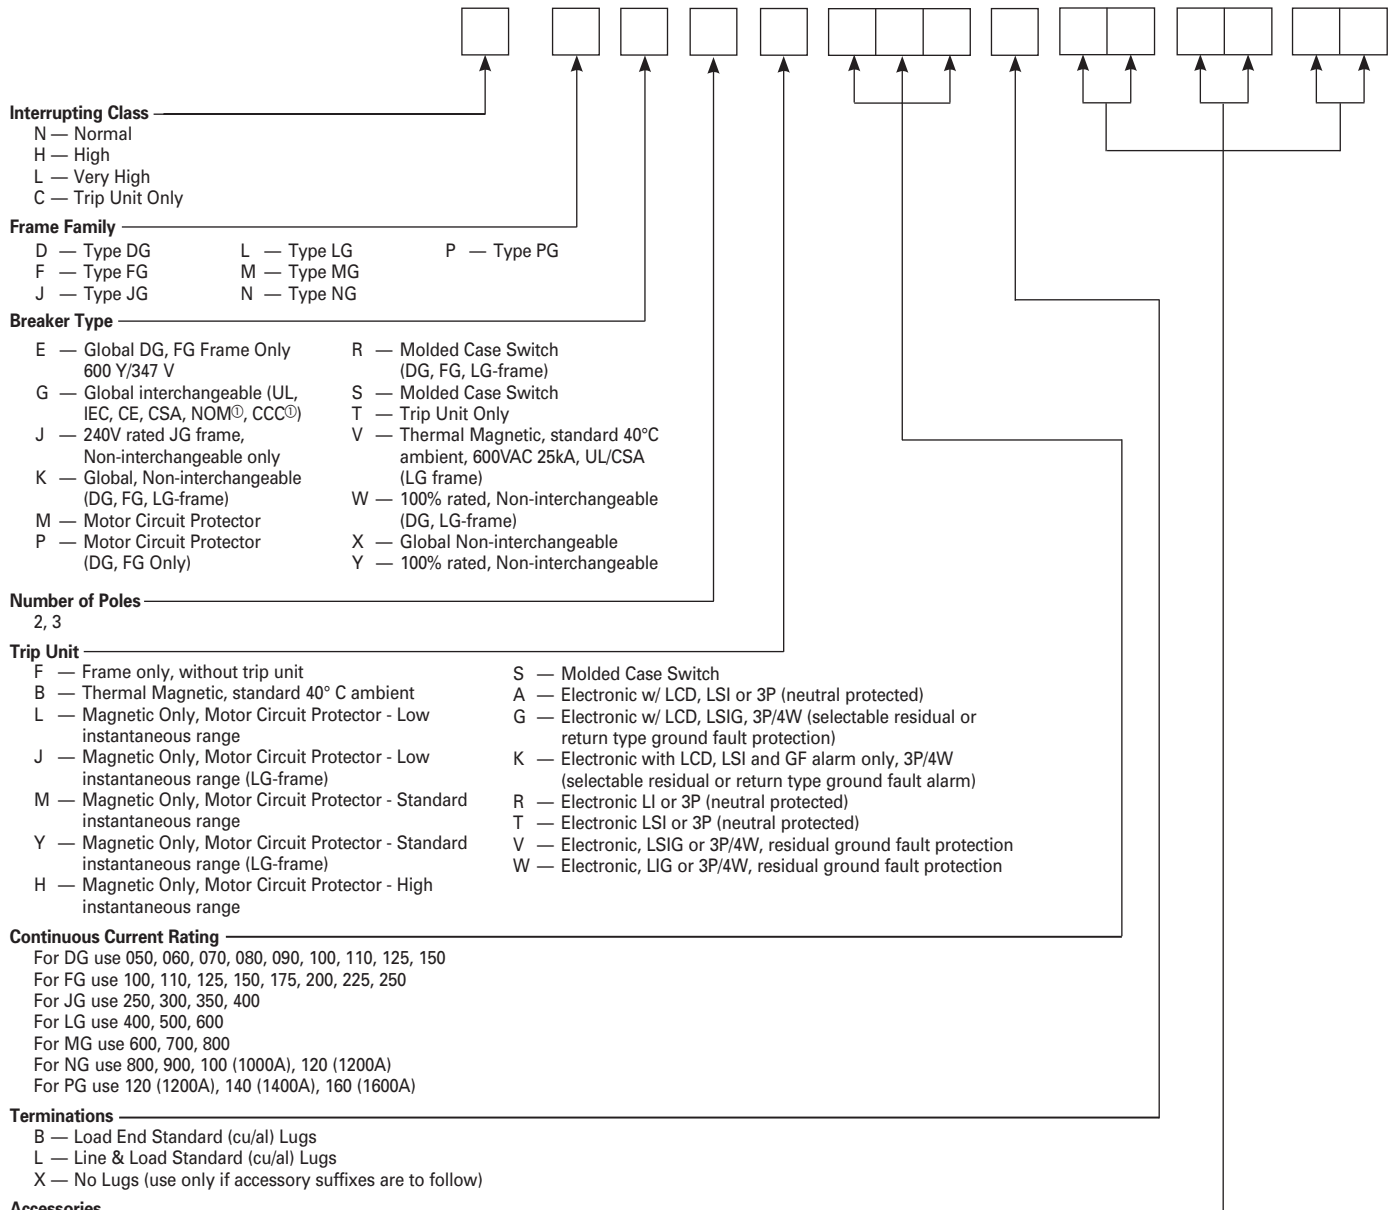 Interrupting Class
N — Normal
H — High
L — Very High
C — Trip Unit Only
Frame Family
D — Type DG
F — Type FG
J — Type JG
L — Type LG
M — Type MG
N — Type NG
P — Type PG
Breaker Type
E — Global DG, FG Frame Only
600 Y/347 V
G — Global interchangeable (UL,
IEC, CE, CSA, NOM①, CCC①)
J — 240V rated JG frame,
Non-interchangeable only
K — Global, Non-interchangeable
(DG, FG, LG-frame)
M — Motor Circuit Protector
P — Motor Circuit Protector
(DG, FG Only)
R — Molded Case Switch
(DG, FG, LG-frame)
S — Molded Case Switch
T — Trip Unit Only
V — Thermal Magnetic, standard 40°C
ambient, 600VAC 25kA, UL/CSA
(LG frame)
W — 100% rated, Non-interchangeable
(DG, LG-frame)
X — Global Non-interchangeable
Y — 100% rated, Non-interchangeable
Number of Poles
2, 3
Trip Unit
F — Frame only, without trip unit
B — Thermal Magnetic, standard 40° C ambient
L — Magnetic Only, Motor Circuit Protector - Low
instantaneous range
J — Magnetic Only, Motor Circuit Protector - Low
instantaneous range (LG-frame)
M — Magnetic Only, Motor Circuit Protector - Standard
instantaneous range
Y — Magnetic Only, Motor Circuit Protector - Standard
instantaneous range (LG-frame)
H — Magnetic Only, Motor Circuit Protector - High
instantaneous range
S — Molded Case Switch
A — Electronic w/ LCD, LSI or 3P (neutral protected)
G — Electronic w/ LCD, LSIG, 3P/4W (selectable residual or
return type ground fault protection)
K — Electronic with LCD, LSI and GF alarm only, 3P/4W
(selectable residual or return type ground fault alarm)
R — Electronic LI or 3P (neutral protected)
T — Electronic LSI or 3P (neutral protected)
V — Electronic, LSIG or 3P/4W, residual ground fault protection
W — Electronic, LIG or 3P/4W, residual ground fault protection
Continuous Current Rating
For DG use 050, 060, 070, 080, 090, 100, 110, 125, 150
For FG use 100, 110, 125, 150, 175, 200, 225, 250
For JG use 250, 300, 350, 400
For LG use 400, 500, 600
For MG use 600, 700, 800
For NG use 800, 900, 100 (1000A), 120 (1200A)
For PG use 120 (1200A), 140 (1400A), 160 (1600A)
Terminations
B — Load End Standard (cu/al) Lugs
L — Line & Load Standard (cu/al) Lugs
X — No Lugs (use only if accessory suffixes are to follow)
Accessories